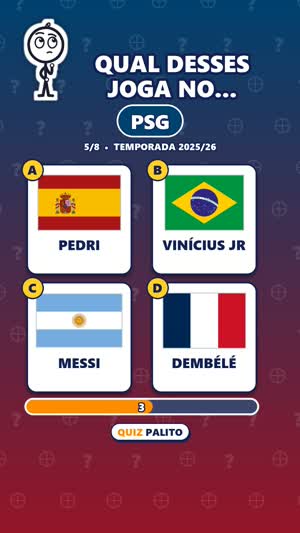 QUAL DESSES
JOGA NO...
PSG
5/8 • TEMPORADA 2025/26
A
PEDRI
B
VINÍCIUS JR
C
MESSI
D
DEMBÉLÉ
3
QUIZ PALITO